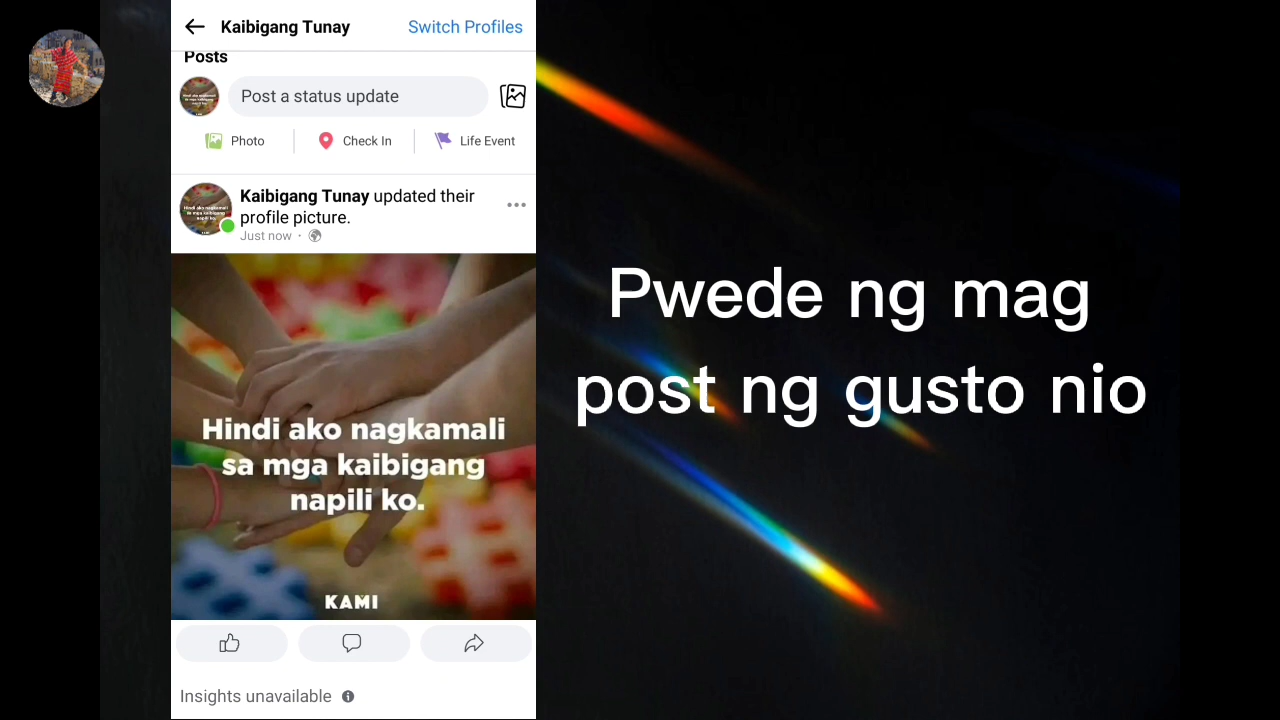 Kaibigang Tunay
Switch Profiles
Posts
Post a status update
Photo
Check In
Life Event
Kaibigang Tunay updated their
profile picture.
Just now ·
Hindi ako nagkamali
sa mga kaibigang
napili ko.
KAMI
Insights unavailable
Pwede ng mag
post ng gusto nio